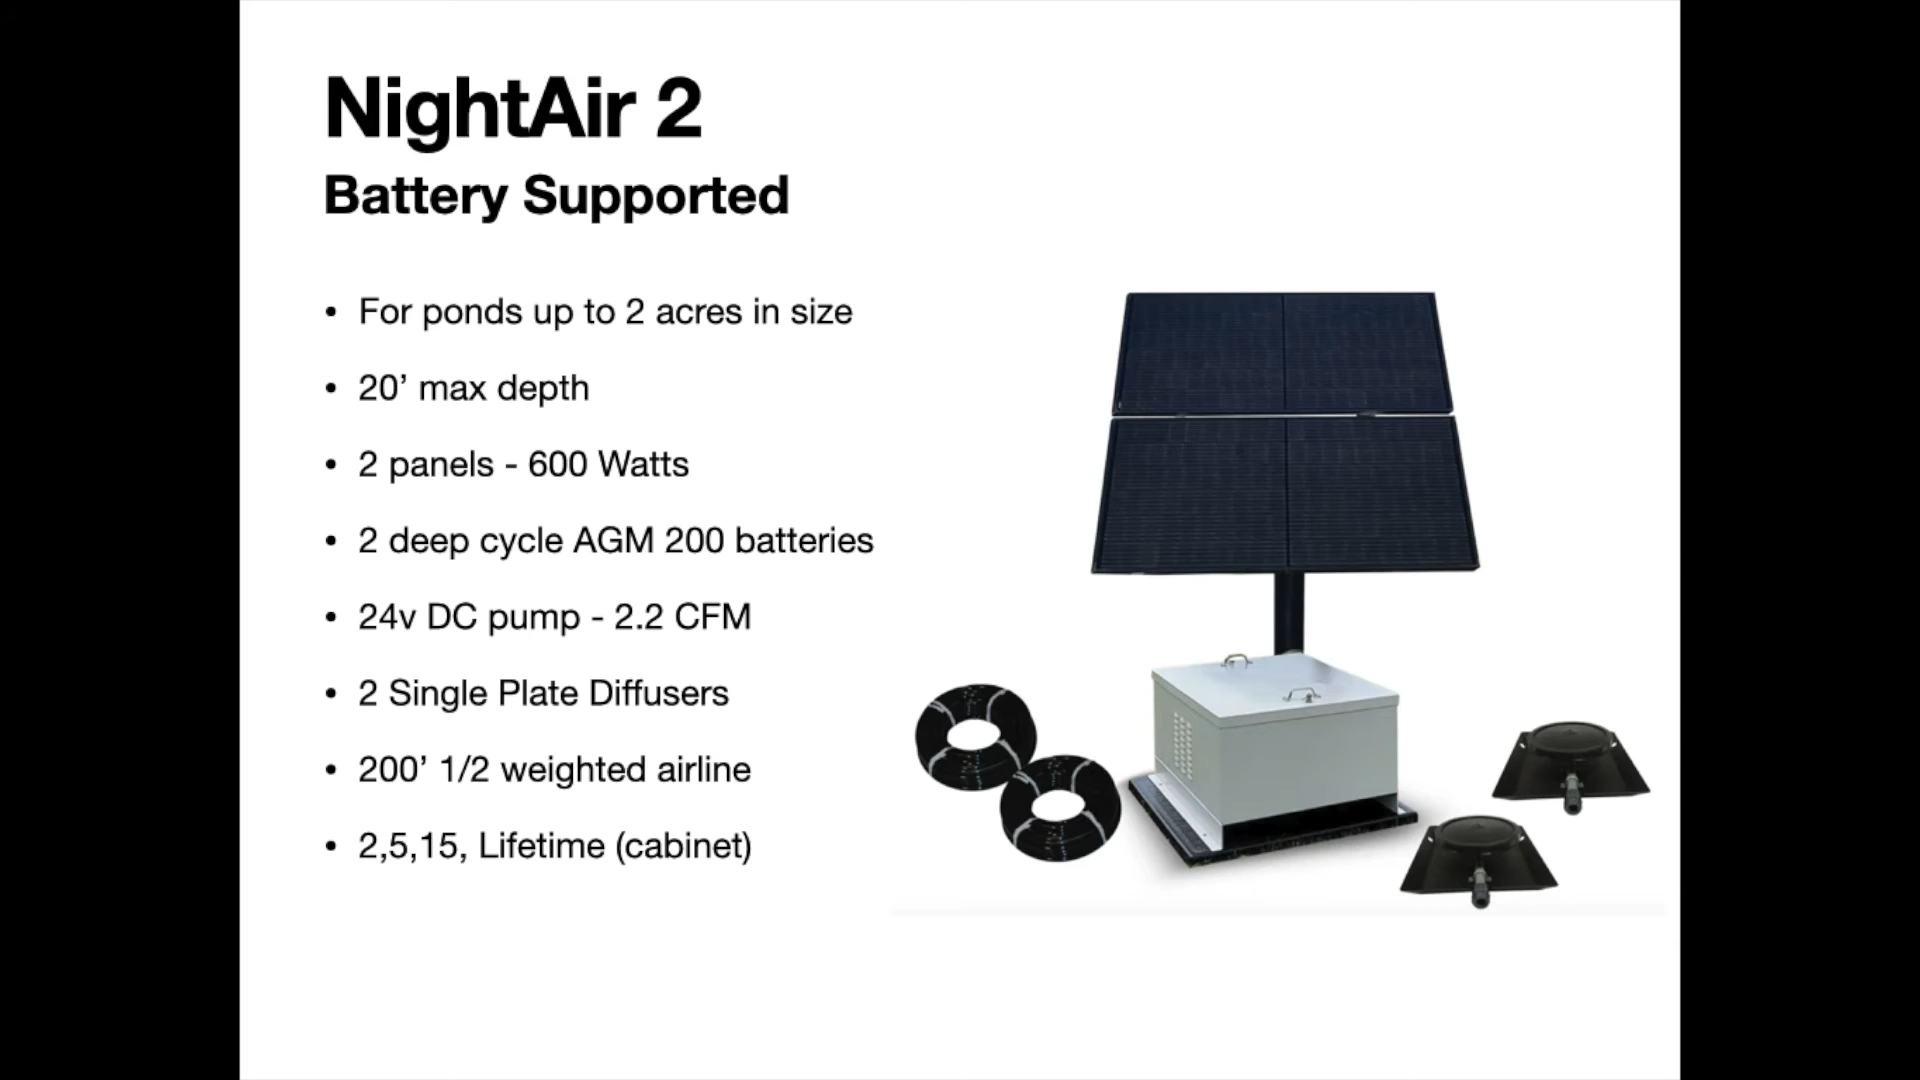 NightAir 2
Battery Supported
• For ponds up to 2 acres in size
• 20’ max depth
• 2 panels - 600 Watts
• 2 deep cycle AGM 200 batteries
• 24v DC pump - 2.2 CFM
• 2 Single Plate Diffusers
• 200’ 1/2 weighted airline
• 2,5,15, Lifetime (cabinet)